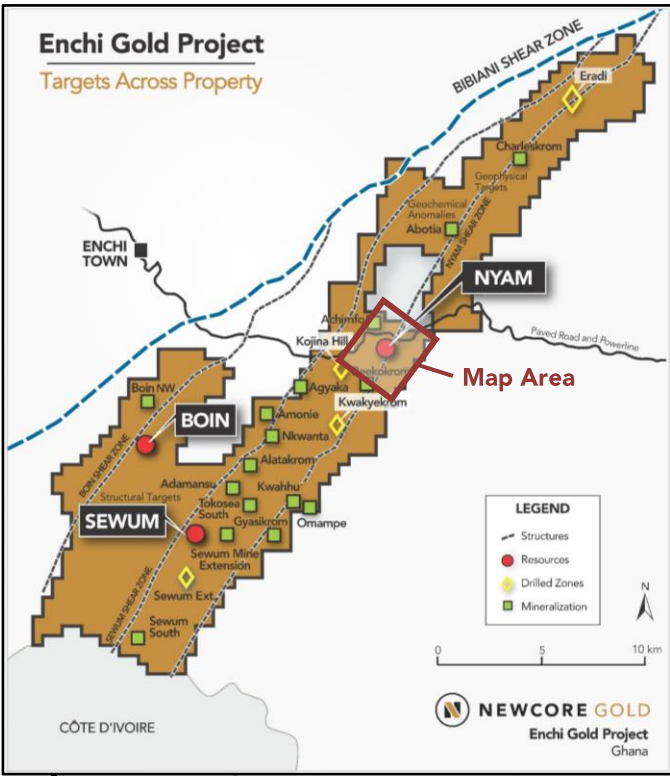 Enchi Gold Project
Targets Across Property
BIBIANI SHEAR ZONE
Eradi
Charleskrom
Geophysical
Targets
Geochemical
Anomalies
Abotia
NYAM SHEAR ZONE
ENCHI
TOWN
NYAM
Achimfo
Paved Road and Powerline
Kojina Hill
Beekokrom
Map Area
Agyaka
Kwakyekrom
Boin NW
BOIN
Amonie
Nkwanta
BOIN SHEAR ZONE
Alatakrom
Structural Targets
Adamansu
Kwahhu
Tokosea
South
SEWUM
Gyasikrom
Omampe
Sewum Mine
Extension
Sewum Ext.
SEWUM SHEAR ZONE
Sewum
South
LEGEND
Structures
Resources
Drilled Zones
Mineralization
N
0 5 10 km
CÔTE D'IVOIRE
NEWCORE GOLD
Enchi Gold Project
Ghana